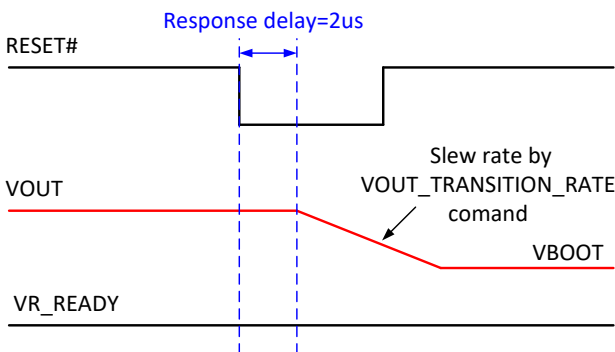 Response delay=2us
RESET#
Slew rate by
VOUT_TRANSITION_RATE
comand
VOUT
VBOOT
VR_READY